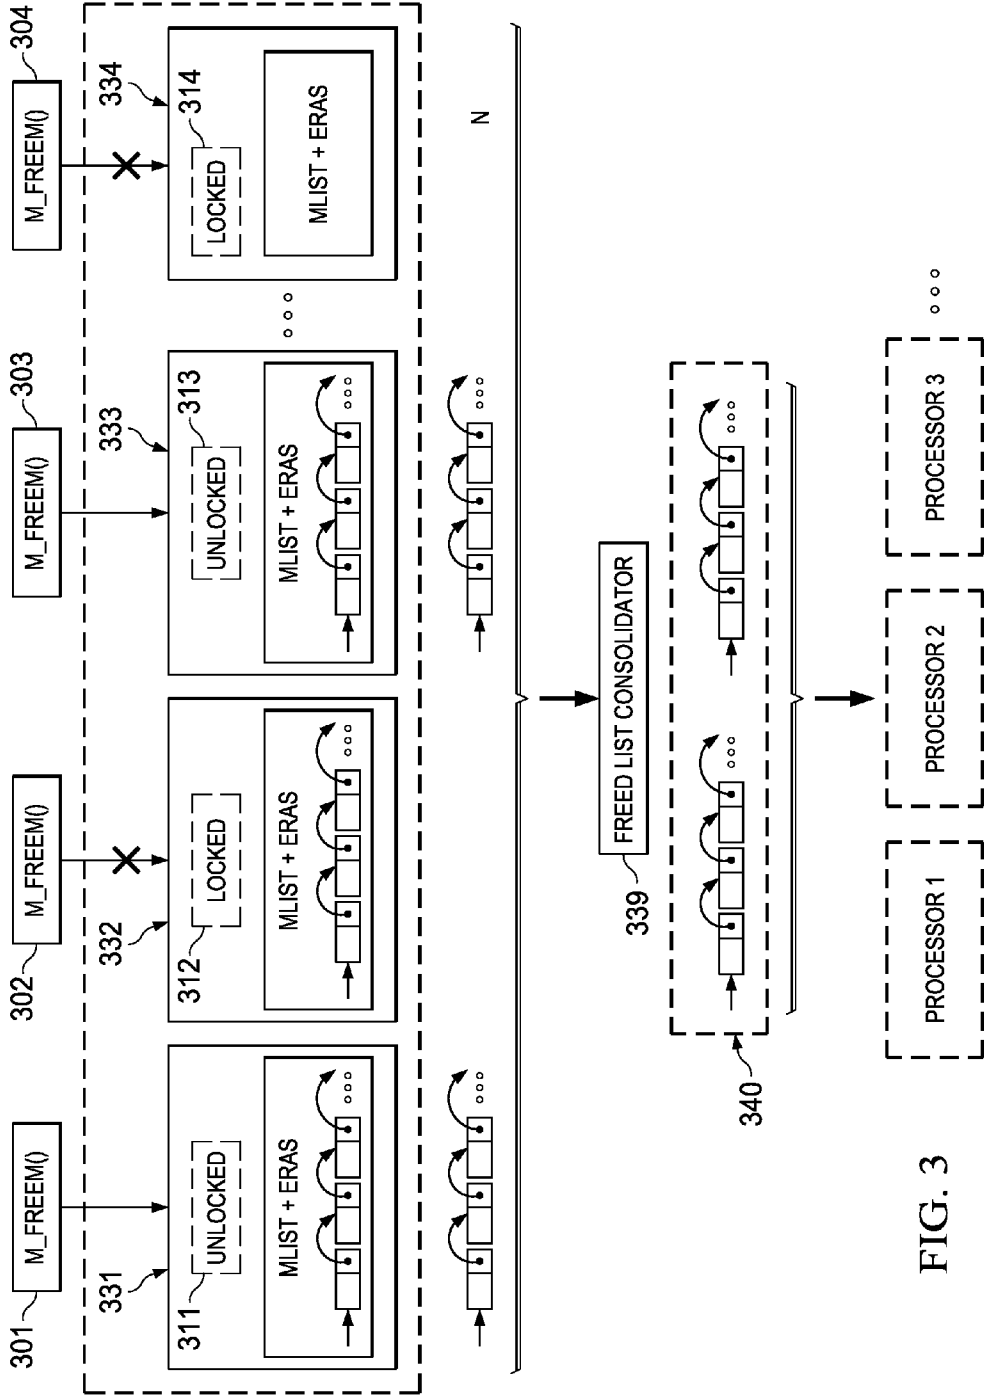 301
302
303
304
M_FREEM()
M_FREEM()
M_FREEM()
M_FREEM()
331
332
333
334
311
UNLOCKED
312
LOCKED
UNLOCKED
313
LOCKED
314
MLIST + ERAS
MLIST + ERAS
MLIST + ERAS
MLIST + ERAS
N
339
FREED LIST CONSOLIDATOR
340
PROCESSOR 1
PROCESSOR 2
PROCESSOR 3
FIG. 3